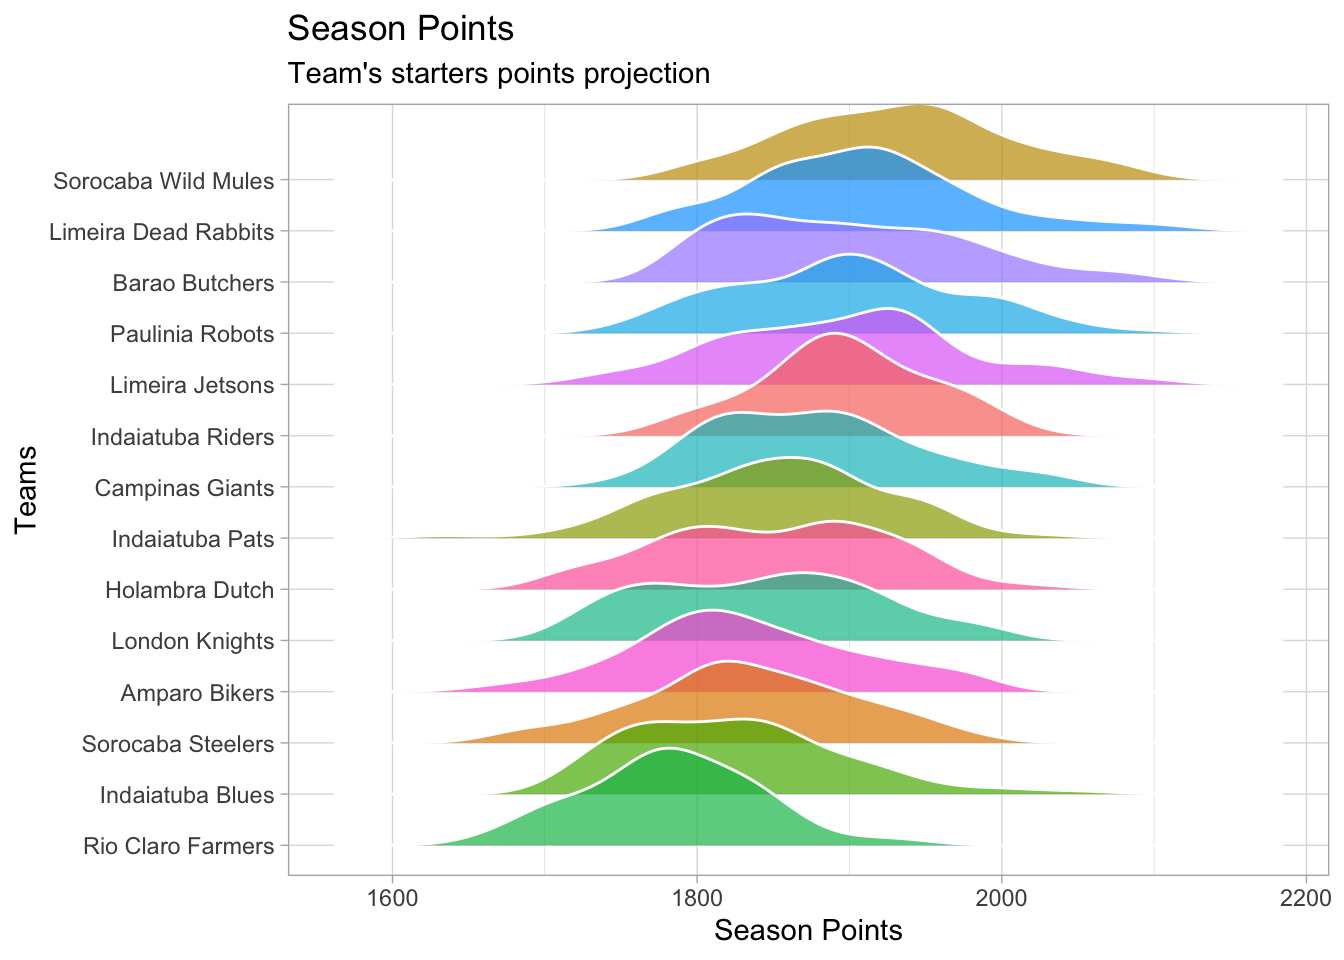 Season Points
Team's starters points projection
Teams
Sorocaba Wild Mules
Limeira Dead Rabbits
Barao Butchers
Paulinia Robots
Limeira Jetsons
Indaiatuba Riders
Campinas Giants
Indaiatuba Pats
Holambra Dutch
London Knights
Amparo Bikers
Sorocaba Steelers
Indaiatuba Blues
Rio Claro Farmers
1600 1800 2000 2200
Season Points